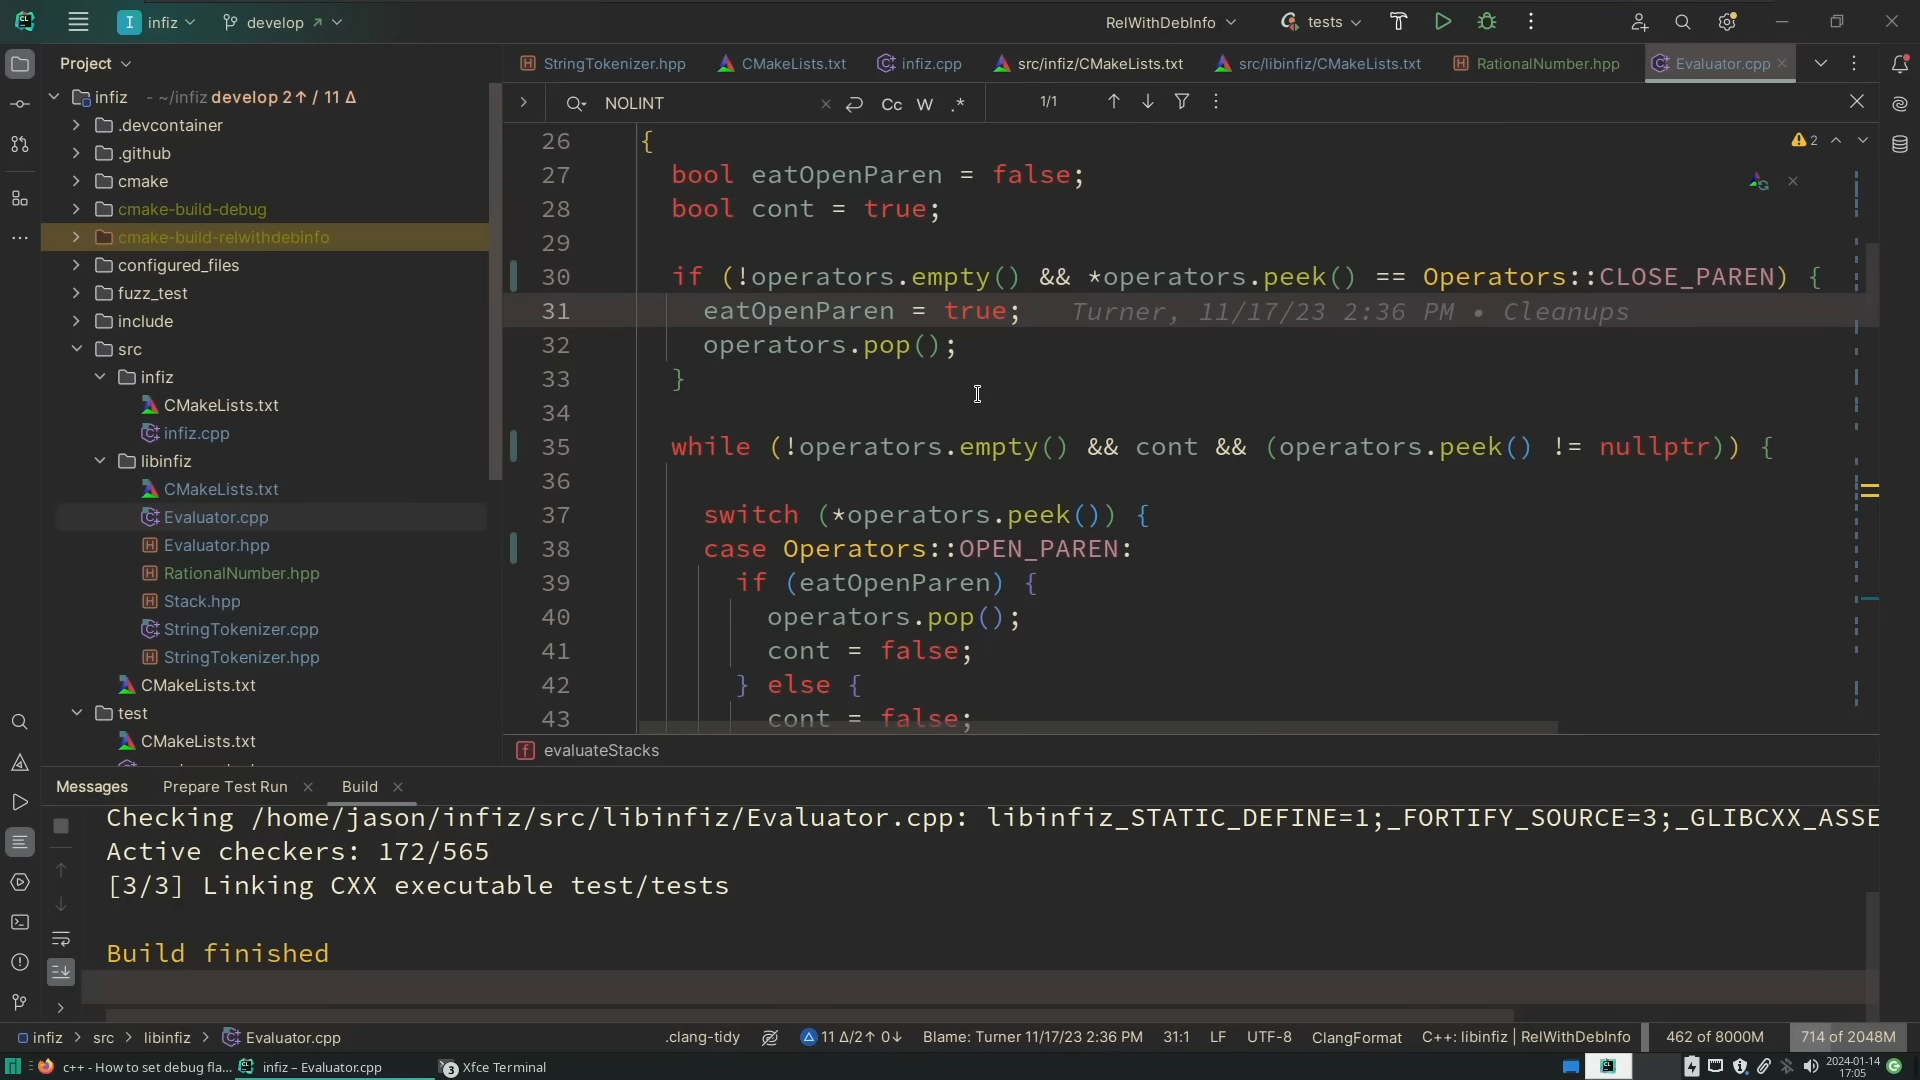 CL
I infiz
develop
RelWithDebInfo
tests
Project
StringTokenizer.hpp
CMakeLists.txt
infiz.cpp
src/infiz/CMakeLists.txt
src/libinfiz/CMakeLists.txt
RationalNumber.hpp
Evaluator.cpp
infiz - ~/infiz develop 2↑ / 11 Δ
.devcontainer
.github
cmake
cmake-build-debug
cmake-build-relwithdebinfo
configured_files
fuzz_test
include
src
infiz
CMakeLists.txt
infiz.cpp
libinfiz
CMakeLists.txt
Evaluator.cpp
Evaluator.hpp
RationalNumber.hpp
Stack.hpp
StringTokenizer.cpp
StringTokenizer.hpp
CMakeLists.txt
test
CMakeLists.txt
NOLINT
Cc W .*
1/1
2
26 {
27 bool eatOpenParen = false;
28 bool cont = true;
29
30 if (!operators.empty() && *operators.peek() == Operators::CLOSE_PAREN) {
31 eatOpenParen = true; Turner, 11/17/23 2:36 PM • Cleanups
32 operators.pop();
33 }
34
35 while (!operators.empty() && cont && (operators.peek() != nullptr)) {
36
37 switch (*operators.peek()) {
38 case Operators::OPEN_PAREN:
39 if (eatOpenParen) {
40 operators.pop();
41 cont = false;
42 } else {
43 cont = false;
f evaluateStacks
Messages
Prepare Test Run
Build
Checking /home/jason/infiz/src/libinfiz/Evaluator.cpp: libinfiz_STATIC_DEFINE=1;_FORTIFY_SOURCE=3;_GLIBCXX_ASSE
Active checkers: 172/565
[3/3] Linking CXX executable test/tests
Build finished
infiz > src > libinfiz > Evaluator.cpp
.clang-tidy
11 Δ/2↑ 0↓
Blame: Turner 11/17/23 2:36 PM
31:1
LF
UTF-8
ClangFormat
C++: libinfiz | RelWithDebInfo
462 of 8000M
714 of 2048M
c++ - How to set debug fla...
infiz – Evaluator.cpp
3 Xfce Terminal
2024-01-14
17:05